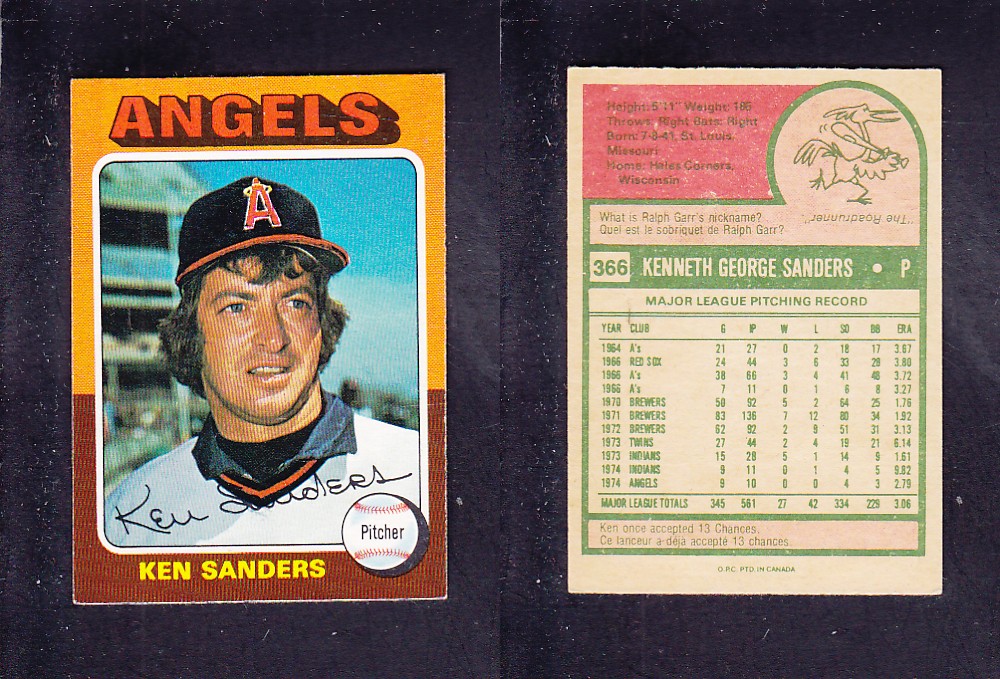 ANGELS
A
Ken Sanders
Pitcher
KEN SANDERS
Height: 5'11" Weight: 185
Throws: Right Bats: Right
Born: 7-8-41, St. Louis,
Missouri
Home: Hales Corners,
Wisconsin
"The Roadrunner"
What is Ralph Garr's nickname?
Quel est le sobriquet de Ralph Garr?
366 KENNETH GEORGE SANDERS • P
MAJOR LEAGUE PITCHING RECORD
YEAR CLUB G IP W L SO BB ERA
1964 A's 21 27 0 2 18 17 3.67
1966 RED SOX 24 44 3 6 33 28 3.80
1966 A's 38 66 3 4 41 48 3.72
1968 A's 7 11 0 1 6 8 3.27
1970 BREWERS 50 92 5 2 64 25 1.76
1971 BREWERS 83 136 7 12 80 34 1.92
1972 BREWERS 62 92 2 9 51 31 3.13
1973 TWINS 27 44 2 4 19 21 6.14
1973 INDIANS 15 28 5 1 14 9 1.61
1974 INDIANS 9 11 0 1 4 5 9.82
1974 ANGELS 9 10 0 0 4 3 2.79
MAJOR LEAGUE TOTALS 345 561 27 42 334 229 3.06
Ken once accepted 13 Chances.
Ce lanceur a déjà accepté 13 chances.
O.P.C. PTD. IN CANADA